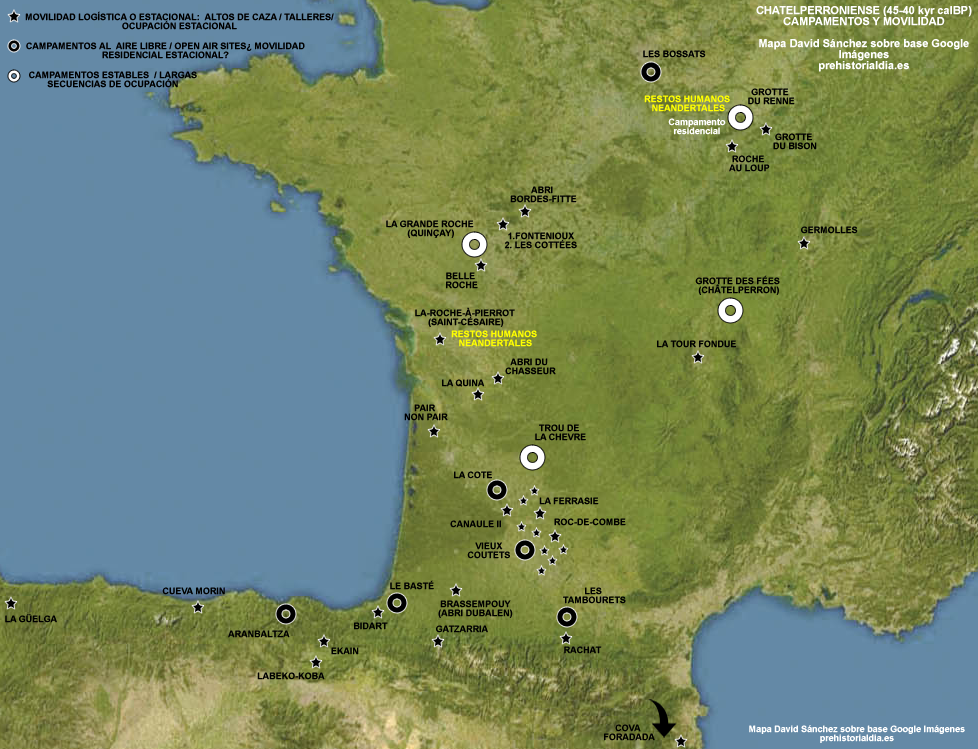 MOVILIDAD LOGÍSTICA O ESTACIONAL: ALTOS DE CAZA / TALLERES/
OCUPACIÓN ESTACIONAL
CAMPAMENTOS AL AIRE LIBRE / OPEN AIR SITES¿ MOVILIDAD
RESIDENCIAL ESTACIONAL?
CAMPAMENTOS ESTABLES / LARGAS
SECUENCIAS DE OCUPACIÓN
CHATELPERRONIENSE (45-40 kyr calBP)
CAMPAMENTOS Y MOVILIDAD
Mapa David Sánchez sobre base Google
Imágenes
prehistorialdia.es
LES BOSSATS
RESTOS HUMANOS
NEANDERTALES
Campamento
residencial
GROTTE
DU RENNE
GROTTE
DU BISON
ROCHE
AU LOUP
ABRI
BORDES-FITTE
LA GRANDE ROCHE
(QUINÇAY)
1.FONTENIOUX
2. LES COTTÉES
BELLE
ROCHE
GERMOLLES
GROTTE DES FÉES
(CHÂTELPERRON)
LA-ROCHE-À-PIERROT
(SAINT-CÉSAIRE)
RESTOS HUMANOS
NEANDERTALES
LA TOUR FONDUE
ABRI DU
CHASSEUR
LA QUINA
PAIR
NON PAIR
TROU DE
LA CHEVRE
LA COTE
LA FERRASIE
CANAULE II
ROC-DE-COMBE
VIEUX
COUTETS
CUEVA MORIN
LE BASTÉ
LES
TAMBOURETS
LA GÜELGA
BRASSEMPOUY
(ABRI DUBALEN)
ARANBALTZA
BIDART
GATZARRIA
EKAIN
RACHAT
LABEKO-KOBA
COVA
FORADADA
Mapa David Sánchez sobre base Google Imágenes
prehistorialdia.es